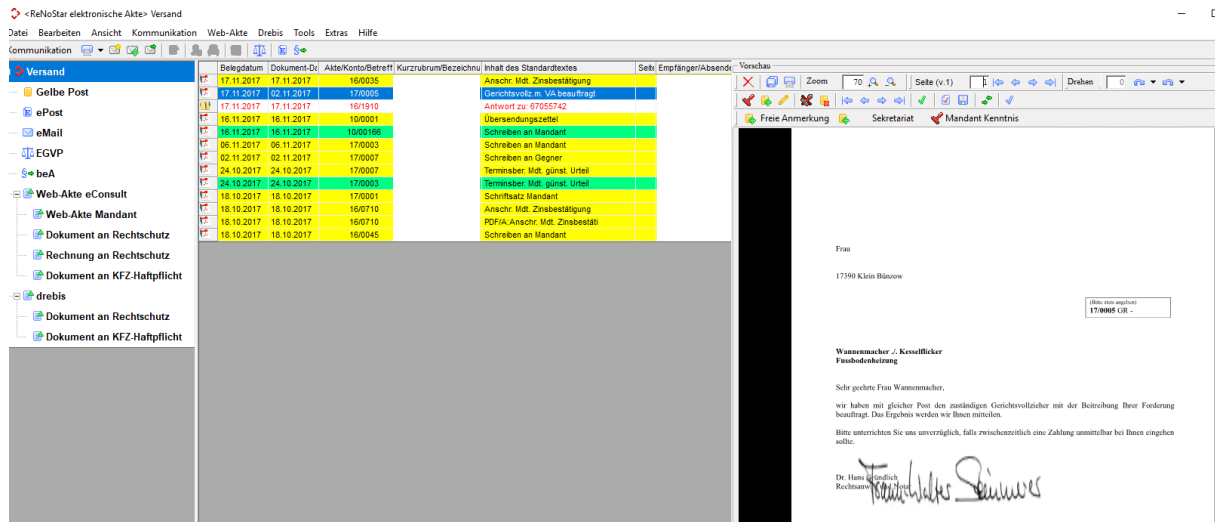 <ReNoStar elektronische Akte> Versand
Datei Bearbeiten Ansicht Kommunikation Web-Akte Drebis Tools Extras Hilfe
Kommunikation
Versand
Gelbe Post
ePost
eMail
EGVP
beA
Web-Akte eConsult
Web-Akte Mandant
Dokument an Rechtschutz
Rechnung an Rechtschutz
Dokument an KFZ-Haftpflicht
drebis
Dokument an Rechtschutz
Dokument an KFZ-Haftpflicht
Belegdatum Dokument-Da Akte/Konto/Betreff Kurzrubrum/Bezeichnu Inhalt des Standardtextes Seite Empfänger/Absende
17.11.2017 17.11.2017 16/0035 Anschr. Mdt. Zinsbestätigung
17.11.2017 02.11.2017 17/0005 Gerichtsvollz.m. VA beauftragt
17.11.2017 17.11.2017 16/1910 Antwort zu: 67055742
16.11.2017 16.11.2017 10/0001 Übersendungszettel
16.11.2017 16.11.2017 10/00166 Schreiben an Mandant
06.11.2017 06.11.2017 17/0003 Schreiben an Mandant
02.11.2017 02.11.2017 17/0007 Schreiben an Gegner
24.10.2017 24.10.2017 17/0007 Terminsber. Mdt. günst. Urteil
24.10.2017 24.10.2017 17/0003 Terminsber. Mdt. günst. Urteil
18.10.2017 18.10.2017 17/0001 Schriftsatz Mandant
18.10.2017 18.10.2017 16/0710 Anschr. Mdt. Zinsbestätigung
18.10.2017 18.10.2017 16/0710 PDF/A:Anschr. Mdt. Zinsbestäti
18.10.2017 18.10.2017 16/0045 Schreiben an Mandant
Vorschau
Zoom 70 Seite (v.1) Drehen 0
Freie Anmerkung Sekretariat Mandant Kenntnis
Frau
17390 Klein Bünzow
(Bitte stets angeben)
17/0005 GR -
Wannenmacher ./. Kesselflicker
Fussbodenheizung
Sehr geehrte Frau Wannenmacher,
wir haben mit gleicher Post den zuständigen Gerichtsvollzieher mit der Beitreibung Ihrer Forderung
beauftragt. Das Ergebnis werden wir Ihnen mitteilen.
Bitte unterrichten Sie uns unverzüglich, falls zwischenzeitlich eine Zahlung unmittelbar bei Ihnen eingehen
sollte.
Dr. Hans